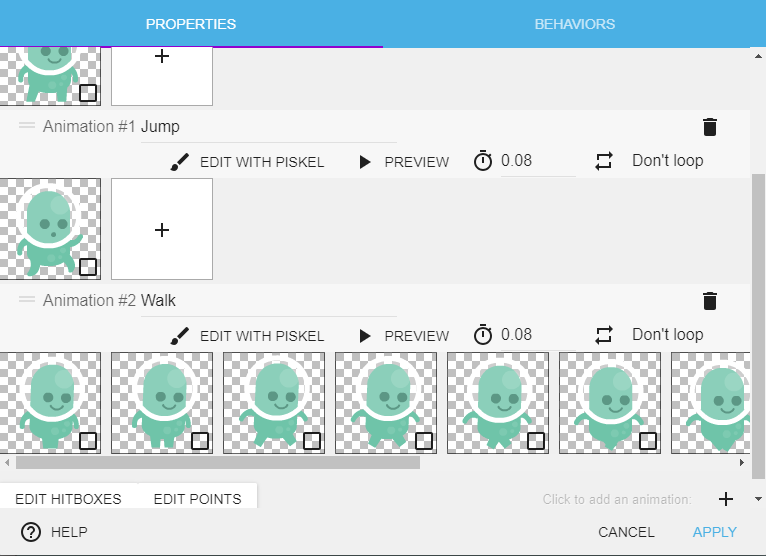 PROPERTIES BEHAVIORS
Animation #1 Jump
EDIT WITH PISKEL PREVIEW 0.08 Don't loop
Animation #2 Walk
EDIT WITH PISKEL PREVIEW 0.08 Don't loop
EDIT HITBOXES EDIT POINTS Click to add an animation:
HELP CANCEL APPLY